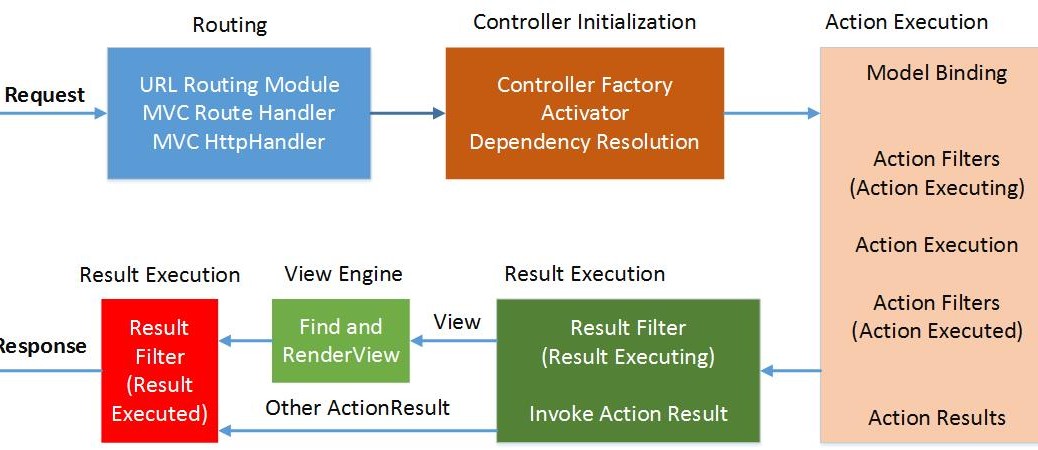 Routing
Controller Initialization
Action Execution
Request
URL Routing Module
MVC Route Handler
MVC HttpHandler
Controller Factory
Activator
Dependency Resolution
Model Binding
Action Filters
(Action Executing)
Action Execution
Action Filters
(Action Executed)
Action Results
Result Execution
View Engine
Result Execution
Response
Result
Filter
(Result
Executed)
Find and
RenderView
View
Other ActionResult
Result Filter
(Result Executing)
Invoke Action Result